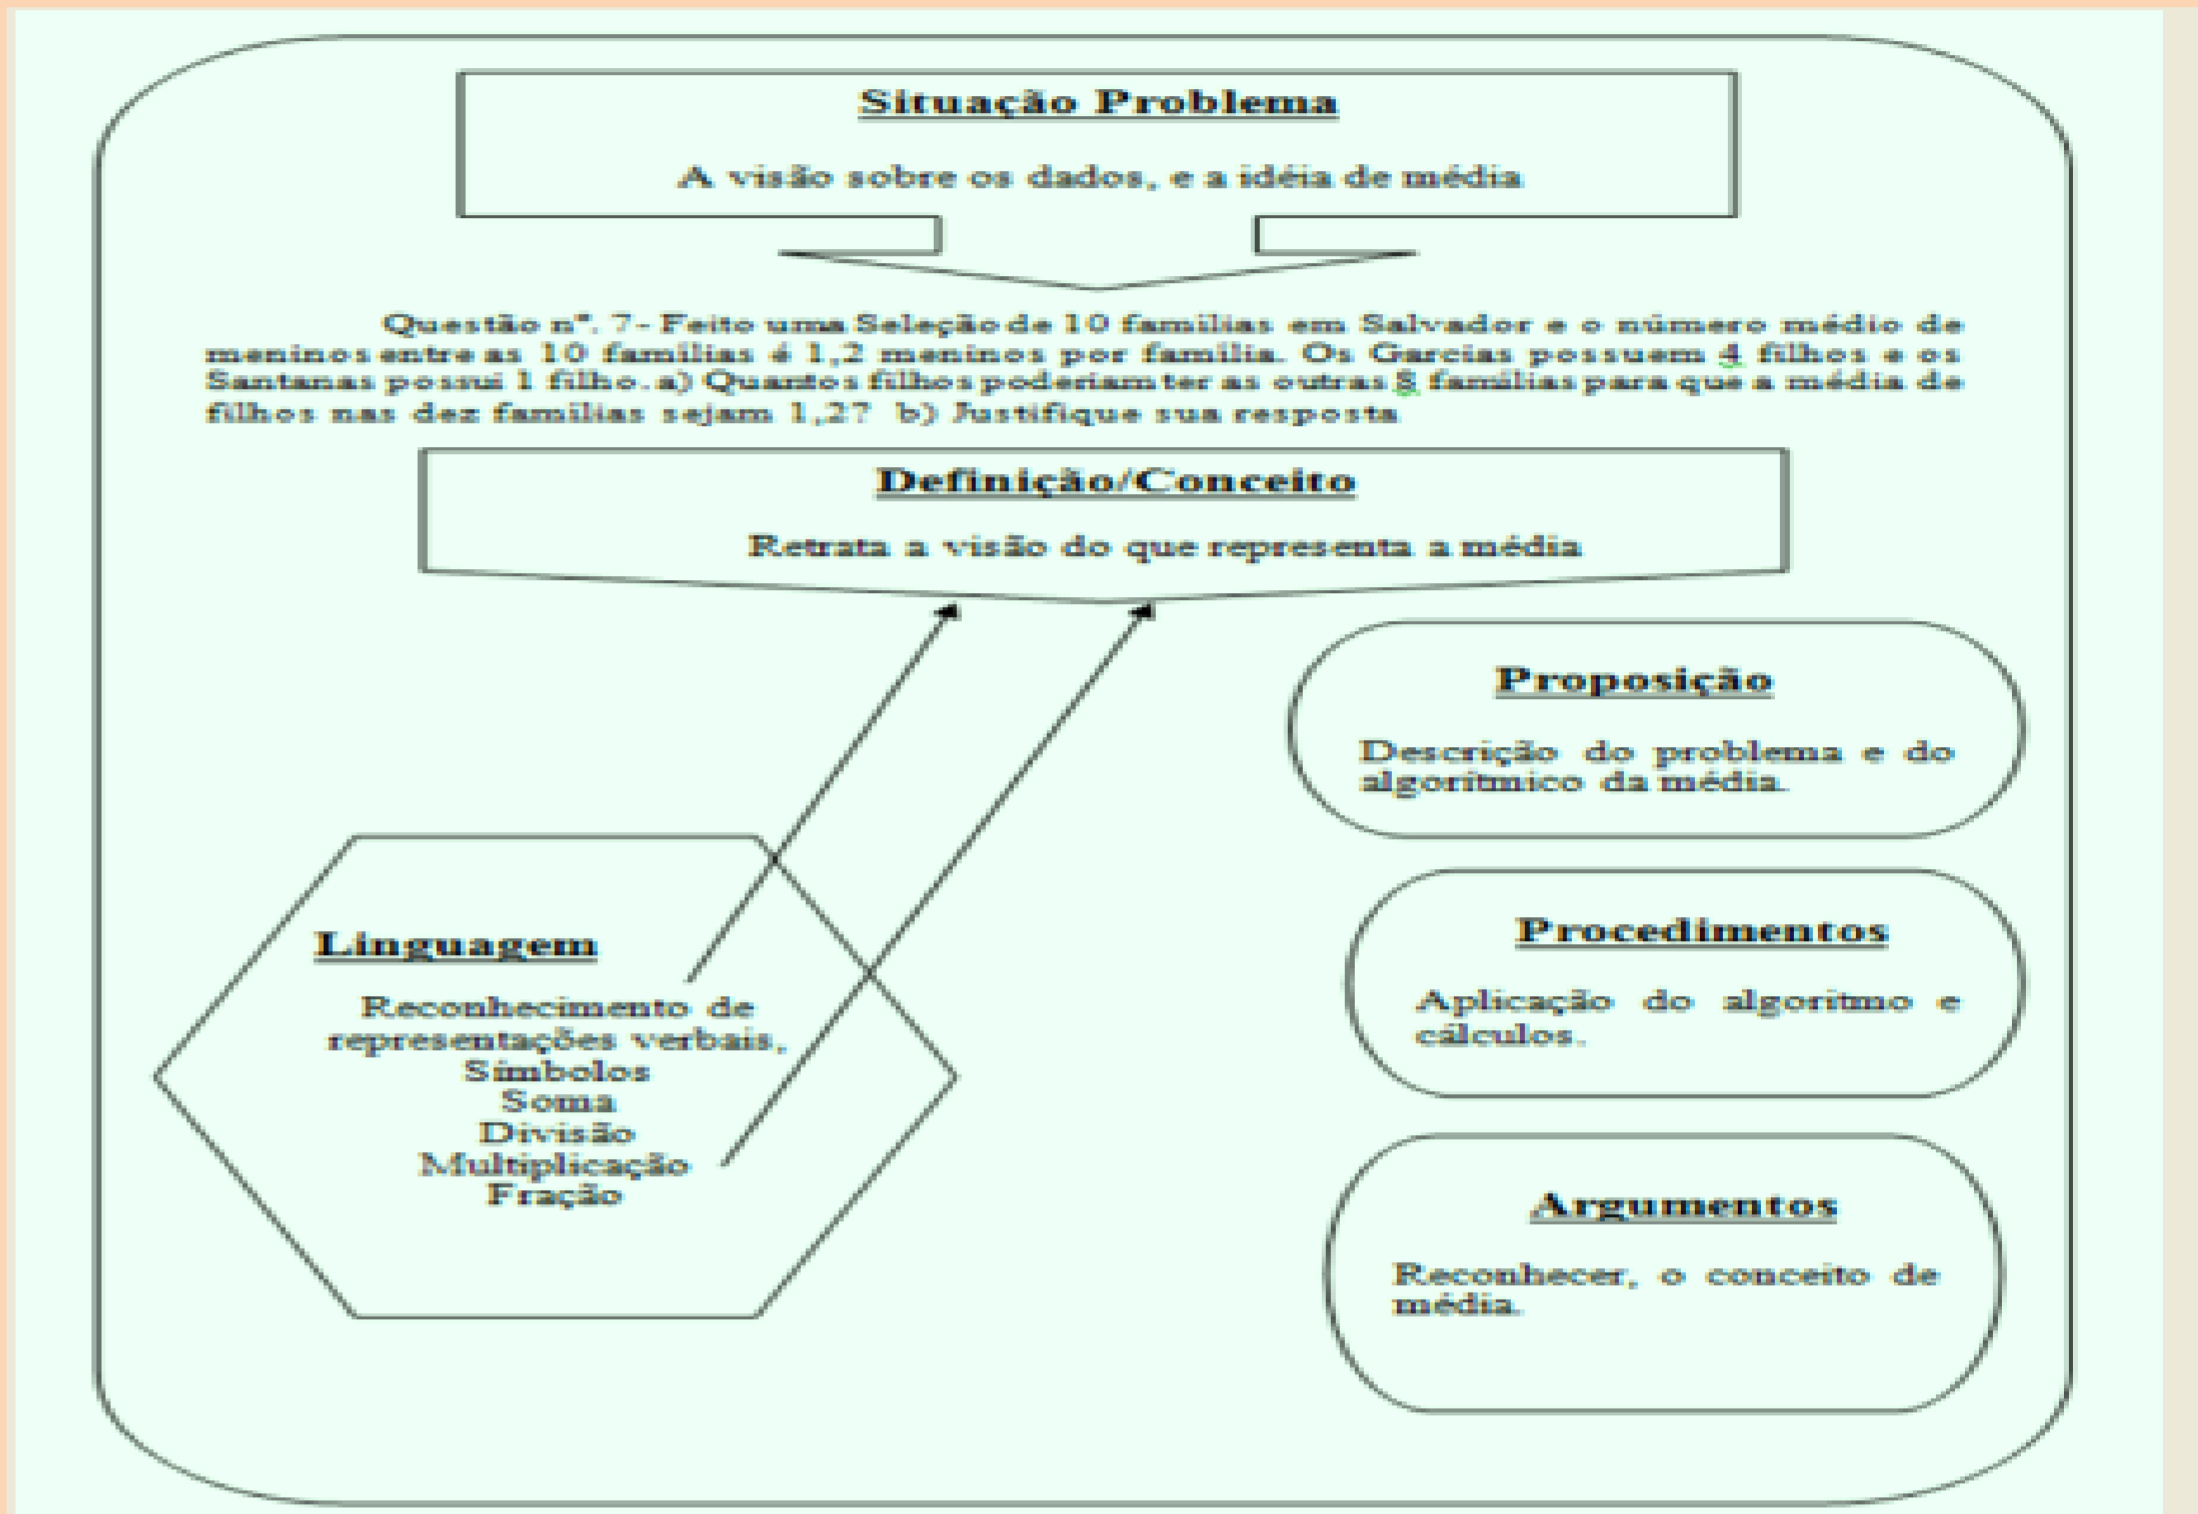 Situação Problema
A visão sobre os dados, e a idéia de média
Questão nº. 7- Feito uma Seleção de 10 famílias em Salvador e o número médio de
meninos entre as 10 famílias é 1,2 meninos por família. Os Garcias possuem 4 filhos e os
Santanas possui 1 filho. a) Quantos filhos poderiam ter as outras 8 famílias para que a média de
filhos nas dez famílias sejam 1,2? b) Justifique sua resposta
Definição/Conceito
Retrata a visão do que representa a média
Proposição
Descrição do problema e do
algorítmico da média.
Linguagem
Reconhecimento de
representações verbais,
Símbolos
Soma
Divisão
Multiplicação
Fração
Procedimentos
Aplicação do algoritmo e
cálculos.
Argumentos
Reconhecer, o conceito de
média.